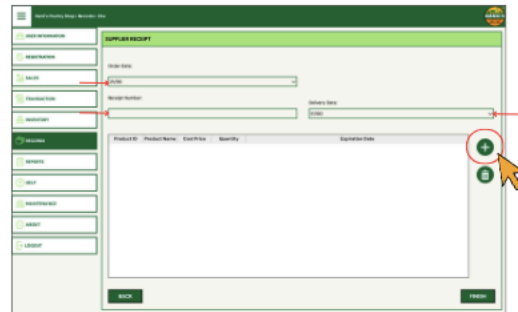 USER INFORMATION
REGISTRATION
SALES
TRANSACTION
INVENTORY
REPORTS
HELP
MAINTENANCE
ABOUT
LOGOUT
SUPPLIER RECEIPT
Order Date:
Receipt Number:
Delivery Date:
Product ID Product Name Cost Price Quantity Expiration Date
BACK
FINISH